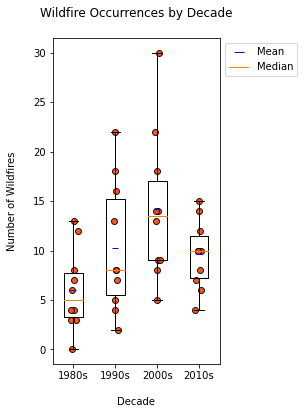 Wildfire Occurrences by Decade
Mean
Median
30
25
20
15
10
5
0
Number of Wildfires
1980s 1990s 2000s 2010s
Decade